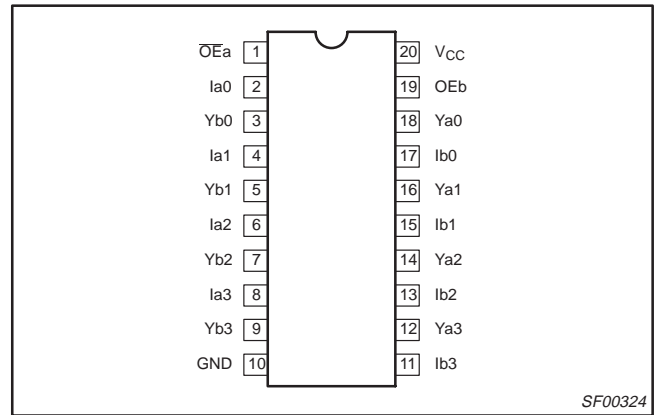 O̅E̅a 1 20 VCC
Ia0 2 19 OEb
Yb0 3 18 Ya0
Ia1 4 17 Ib0
Yb1 5 16 Ya1
Ia2 6 15 Ib1
Yb2 7 14 Ya2
Ia3 8 13 Ib2
Yb3 9 12 Ya3
GND 10 11 Ib3
SF00324